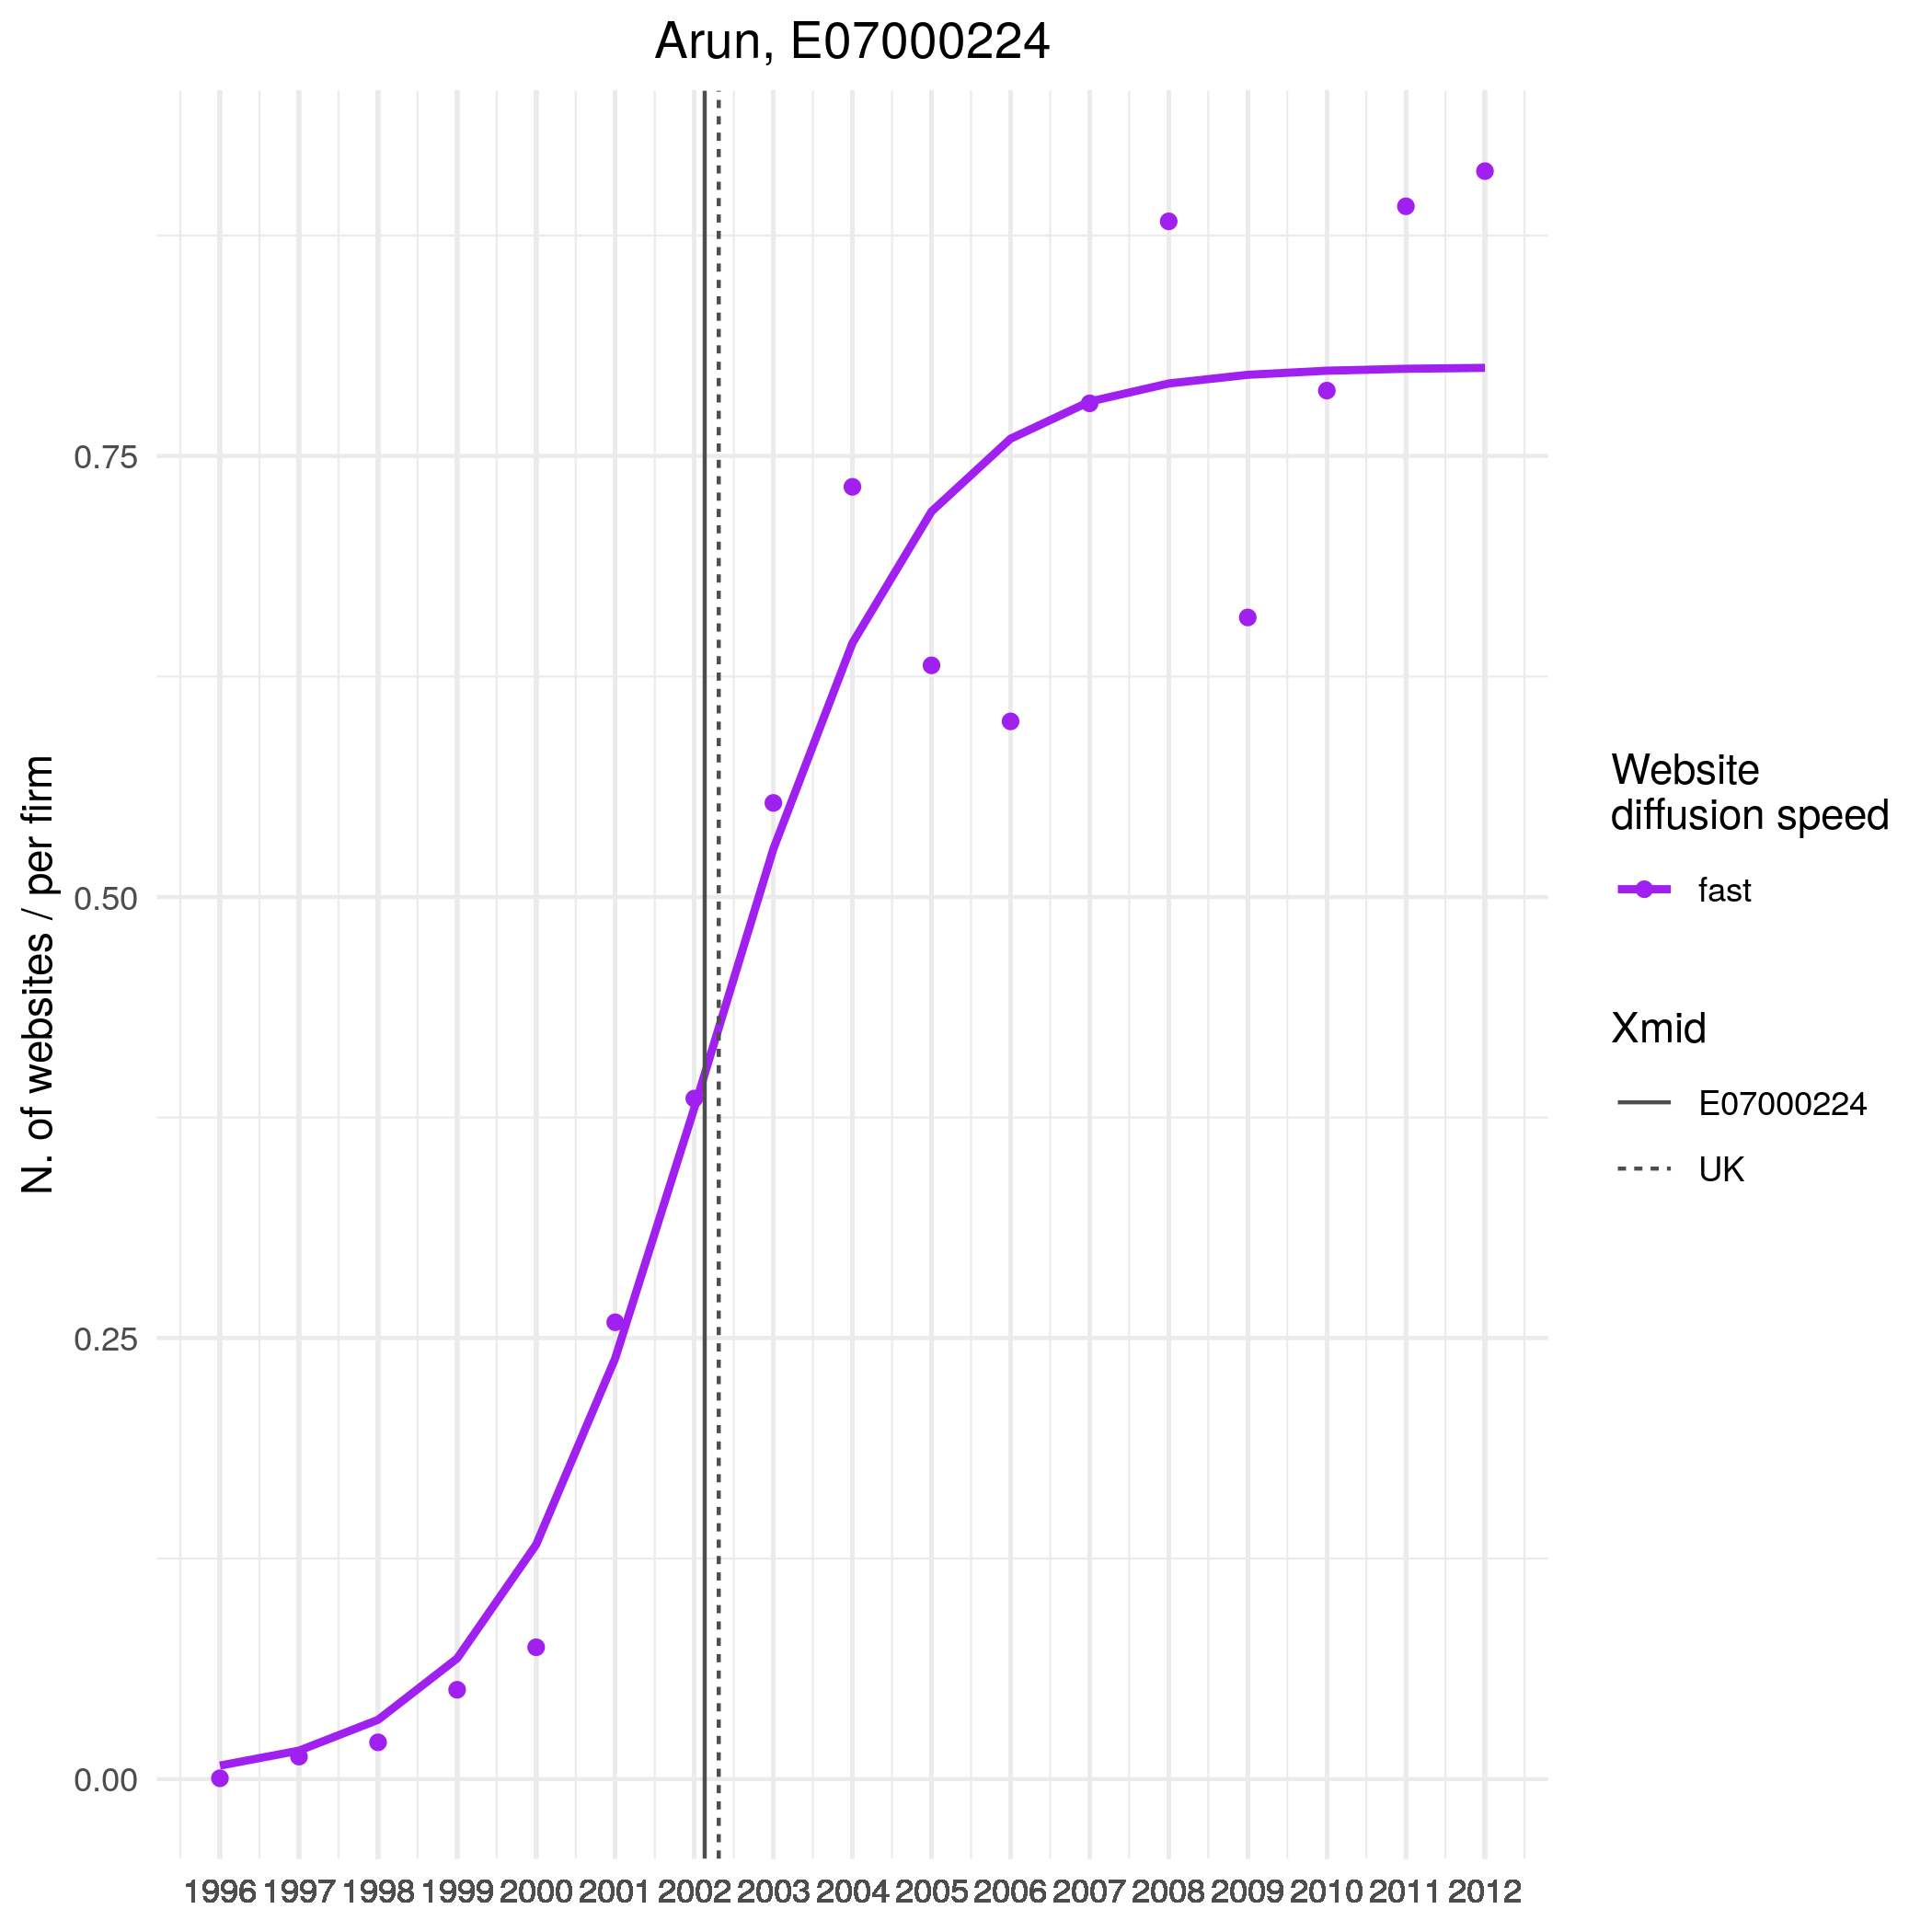 Arun, E07000224
N. of websites / per firm
0.75
0.50
0.25
0.00
1996 1997 1998 1999 2000 2001 2002 2003 2004 2005 2006 2007 2008 2009 2010 2011 2012
Website
diffusion speed
fast
Xmid
E07000224
UK